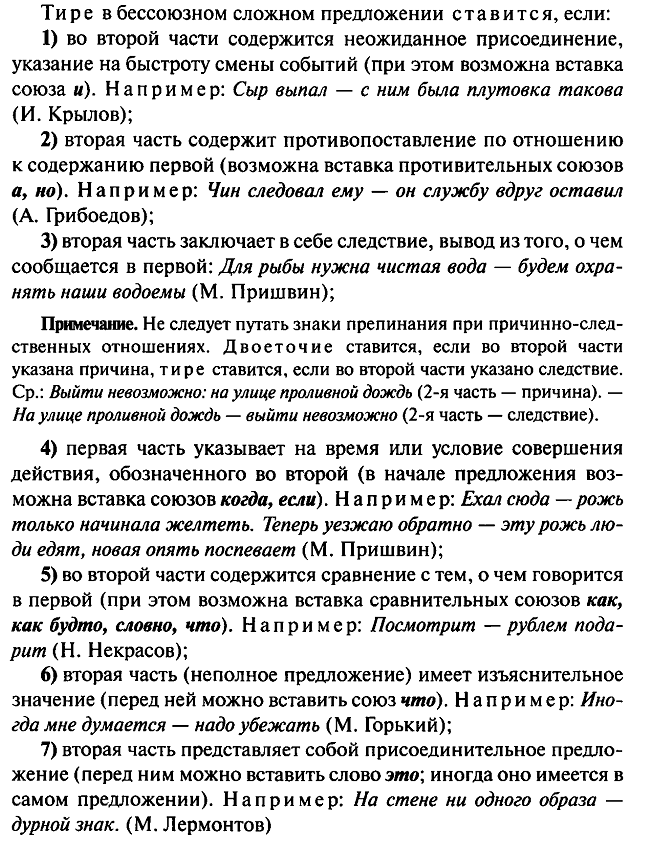 Тире в бессоюзном сложном предложении ставится, если:
1) во второй части содержится неожиданное присоединение,
указание на быстроту смены событий (при этом возможна вставка
союза и). Например: Сыр выпал — с ним была плутовка такова
(И. Крылов);
2) вторая часть содержит противопоставление по отношению
к содержанию первой (возможна вставка противительных союзов
а, но). Например: Чин следовал ему — он службу вдруг оставил
(А. Грибоедов);
3) вторая часть заключает в себе следствие, вывод из того, о чем
сообщается в первой: Для рыбы нужна чистая вода — будем охра-
нять наши водоемы (М. Пришвин);
Примечание. Не следует путать знаки препинания при причинно-след-
ственных отношениях. Двоеточие ставится, если во второй части
указана причина, тире ставится, если во второй части указано следствие.
Ср.: Выйти невозможно: на улице проливной дождь (2-я часть — причина). —
На улице проливной дождь — выйти невозможно (2-я часть — следствие).
4) первая часть указывает на время или условие совершения
действия, обозначенного во второй (в начале предложения воз-
можна вставка союзов когда, если). Например: Ехал сюда — рожь
только начинала желтеть. Теперь уезжаю обратно — эту рожь лю-
ди едят, новая опять поспевает (М. Пришвин);
5) во второй части содержится сравнение с тем, о чем говорится
в первой (при этом возможна вставка сравнительных союзов как,
как будто, словно, что). Например: Посмотрит — рублем пода-
рит (Н. Некрасов);
6) вторая часть (неполное предложение) имеет изъяснительное
значение (перед ней можно вставить союз что). Например: Ино-
гда мне думается — надо убежать (М. Горький);
7) вторая часть представляет собой присоединительное предло-
жение (перед ним можно вставить слово это; иногда оно имеется в
самом предложении). Например: На стене ни одного образа —
дурной знак. (М. Лермонтов)